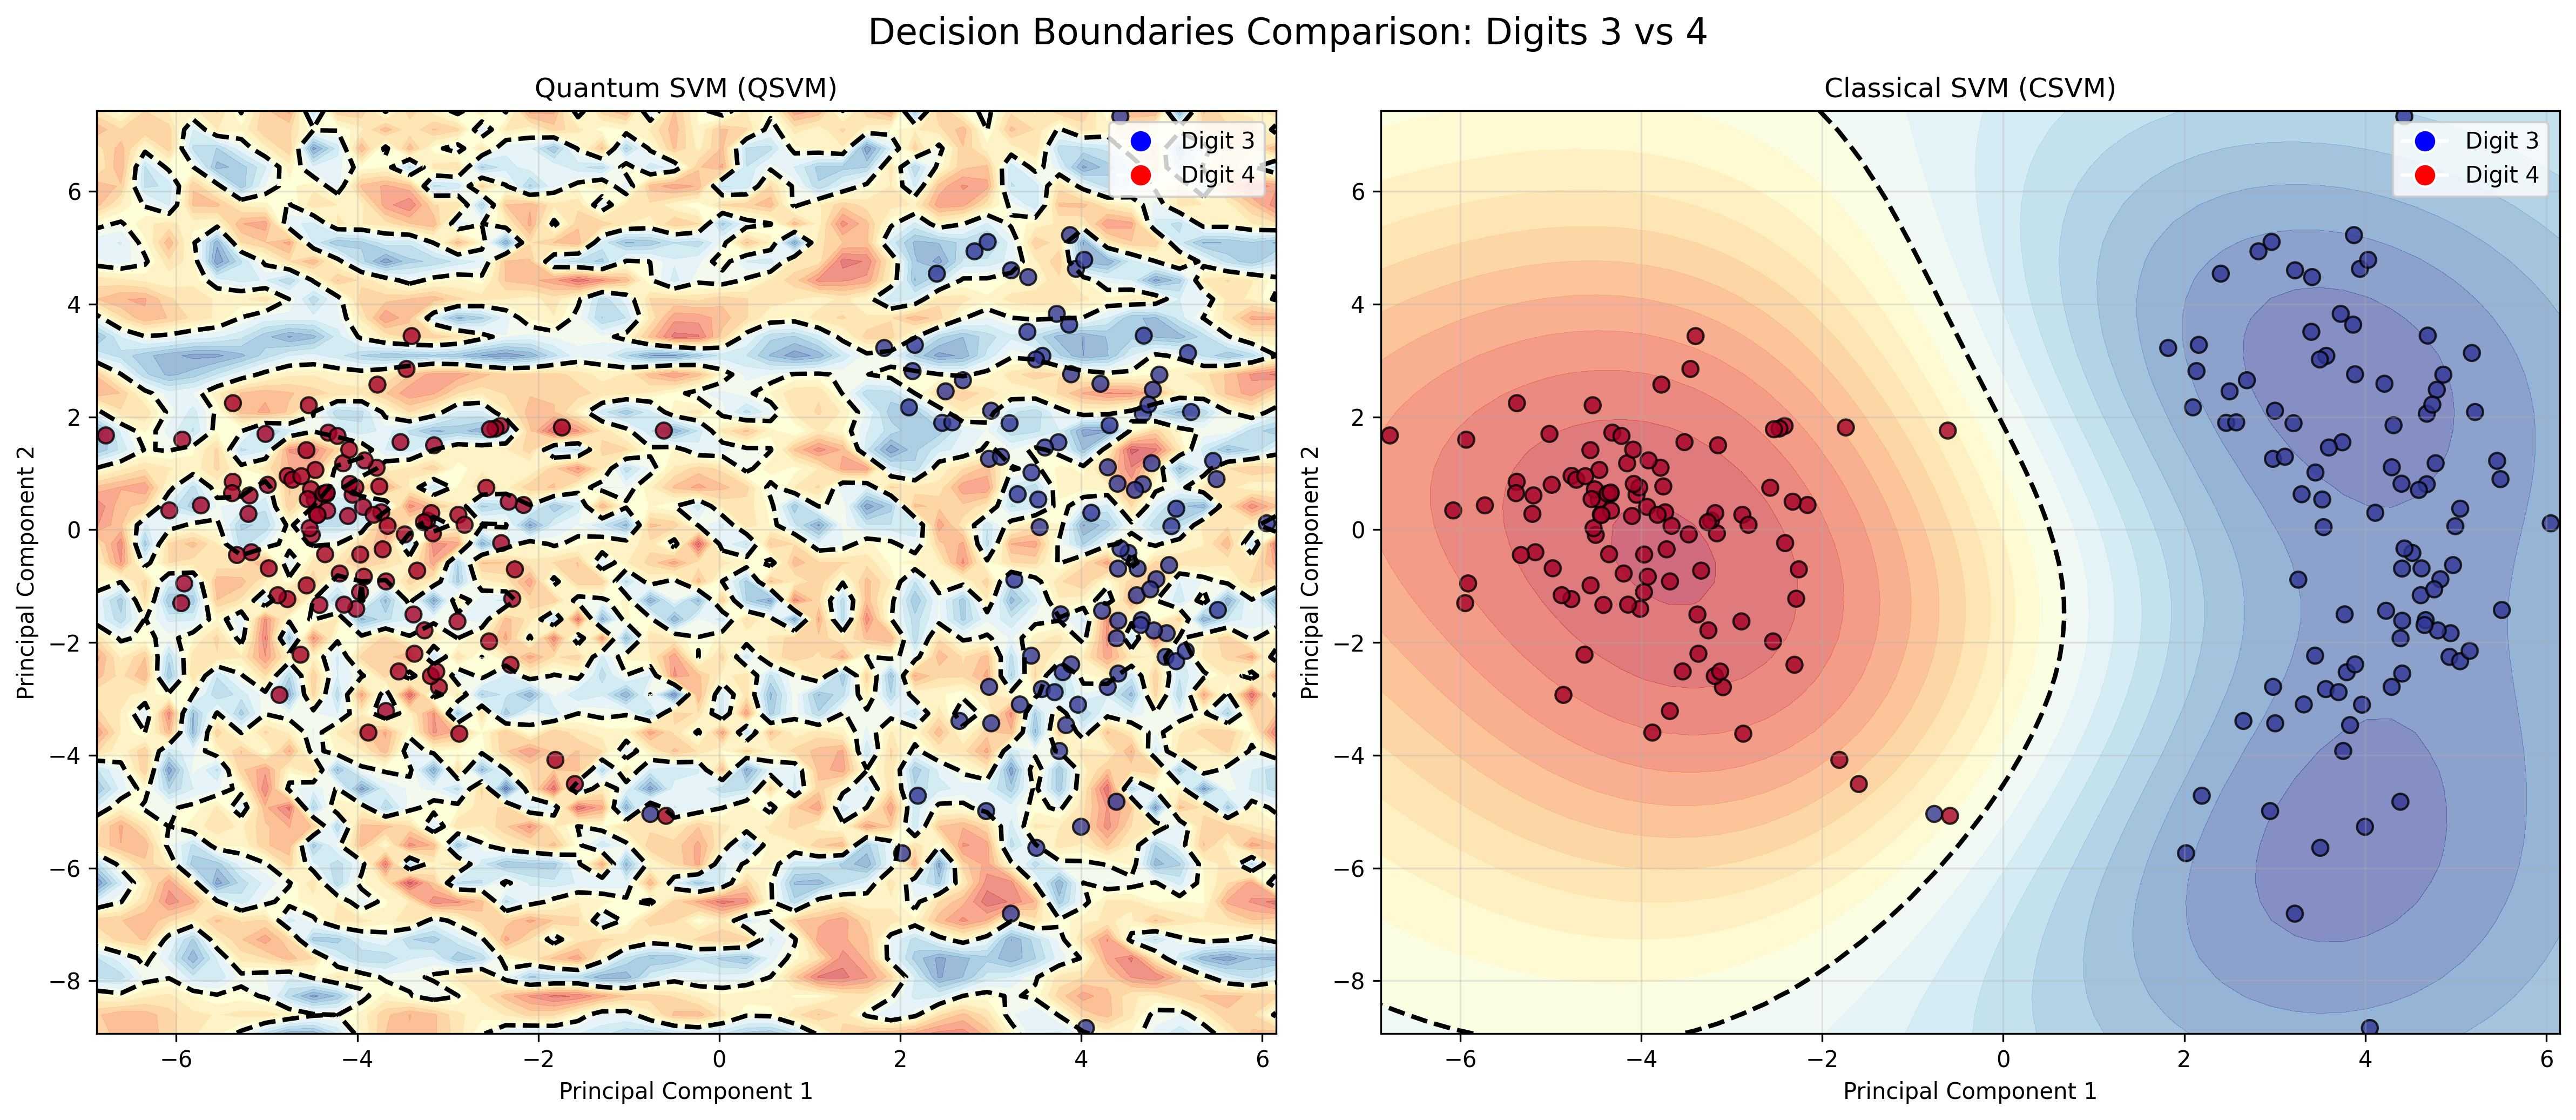 Decision Boundaries Comparison: Digits 3 vs 4
Quantum SVM (QSVM)
Digit 3
Digit 4
6
4
2
0
−2
−4
−6
−8
Principal Component 2
−6
−4
−2
0
2
4
6
Principal Component 1
Classical SVM (CSVM)
Digit 3
Digit 4
6
4
2
0
−2
−4
−6
−8
Principal Component 2
−6
−4
−2
0
2
4
6
Principal Component 1